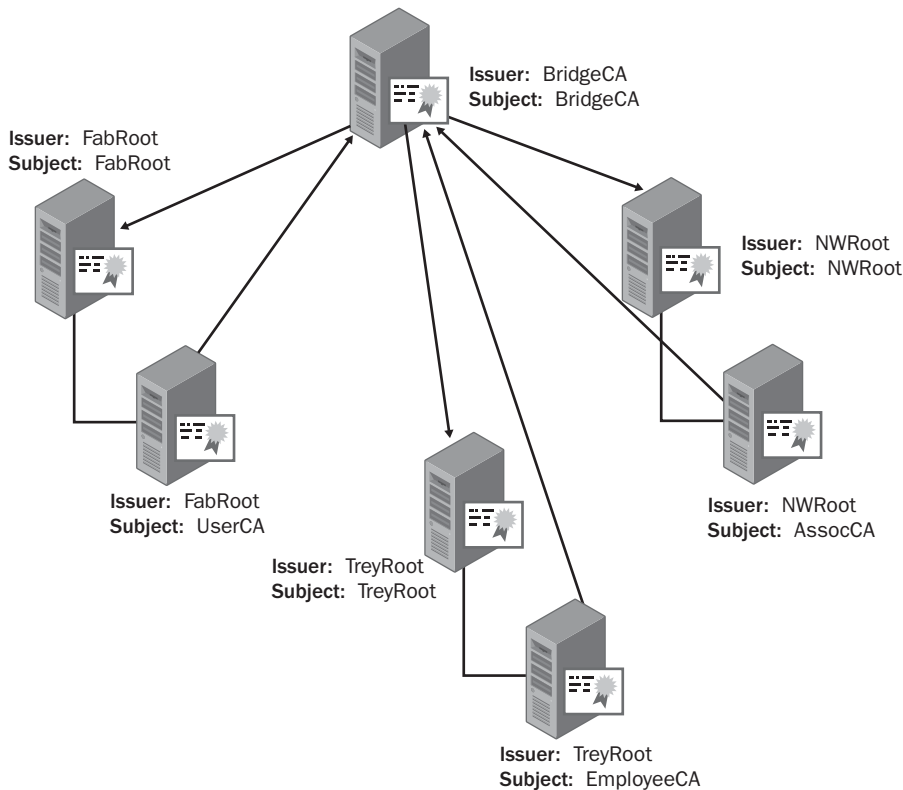 Issuer: BridgeCA
Subject: BridgeCA
Issuer: FabRoot
Subject: FabRoot
Issuer: NWRoot
Subject: NWRoot
Issuer: FabRoot
Subject: UserCA
Issuer: NWRoot
Subject: AssocCA
Issuer: TreyRoot
Subject: TreyRoot
Issuer: TreyRoot
Subject: EmployeeCA